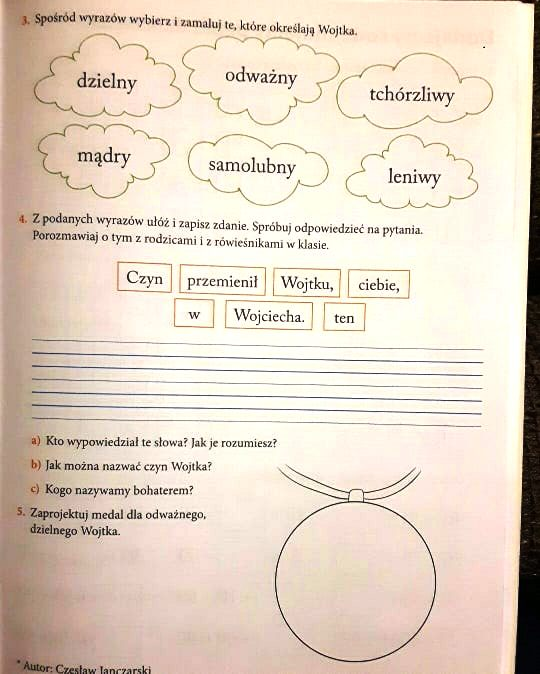 3. Spośród wyrazów wybierz i zamaluj te, które określają Wojtka.
dzielny odważny tchórzliwy
mądry samolubny leniwy
4. Z podanych wyrazów ułóż i zapisz zdanie. Spróbuj odpowiedzieć na pytania.
Porozmawiaj o tym z rodzicami i z rówieśnikami w klasie.
Czyn przemienił Wojtku, ciebie,
w Wojciecha. ten
a) Kto wypowiedział te słowa? Jak je rozumiesz?
b) Jak można nazwać czyn Wojtka?
c) Kogo nazywamy bohaterem?
5. Zaprojektuj medal dla odważnego,
dzielnego Wojtka.
* Autor: Czesław Janczarski